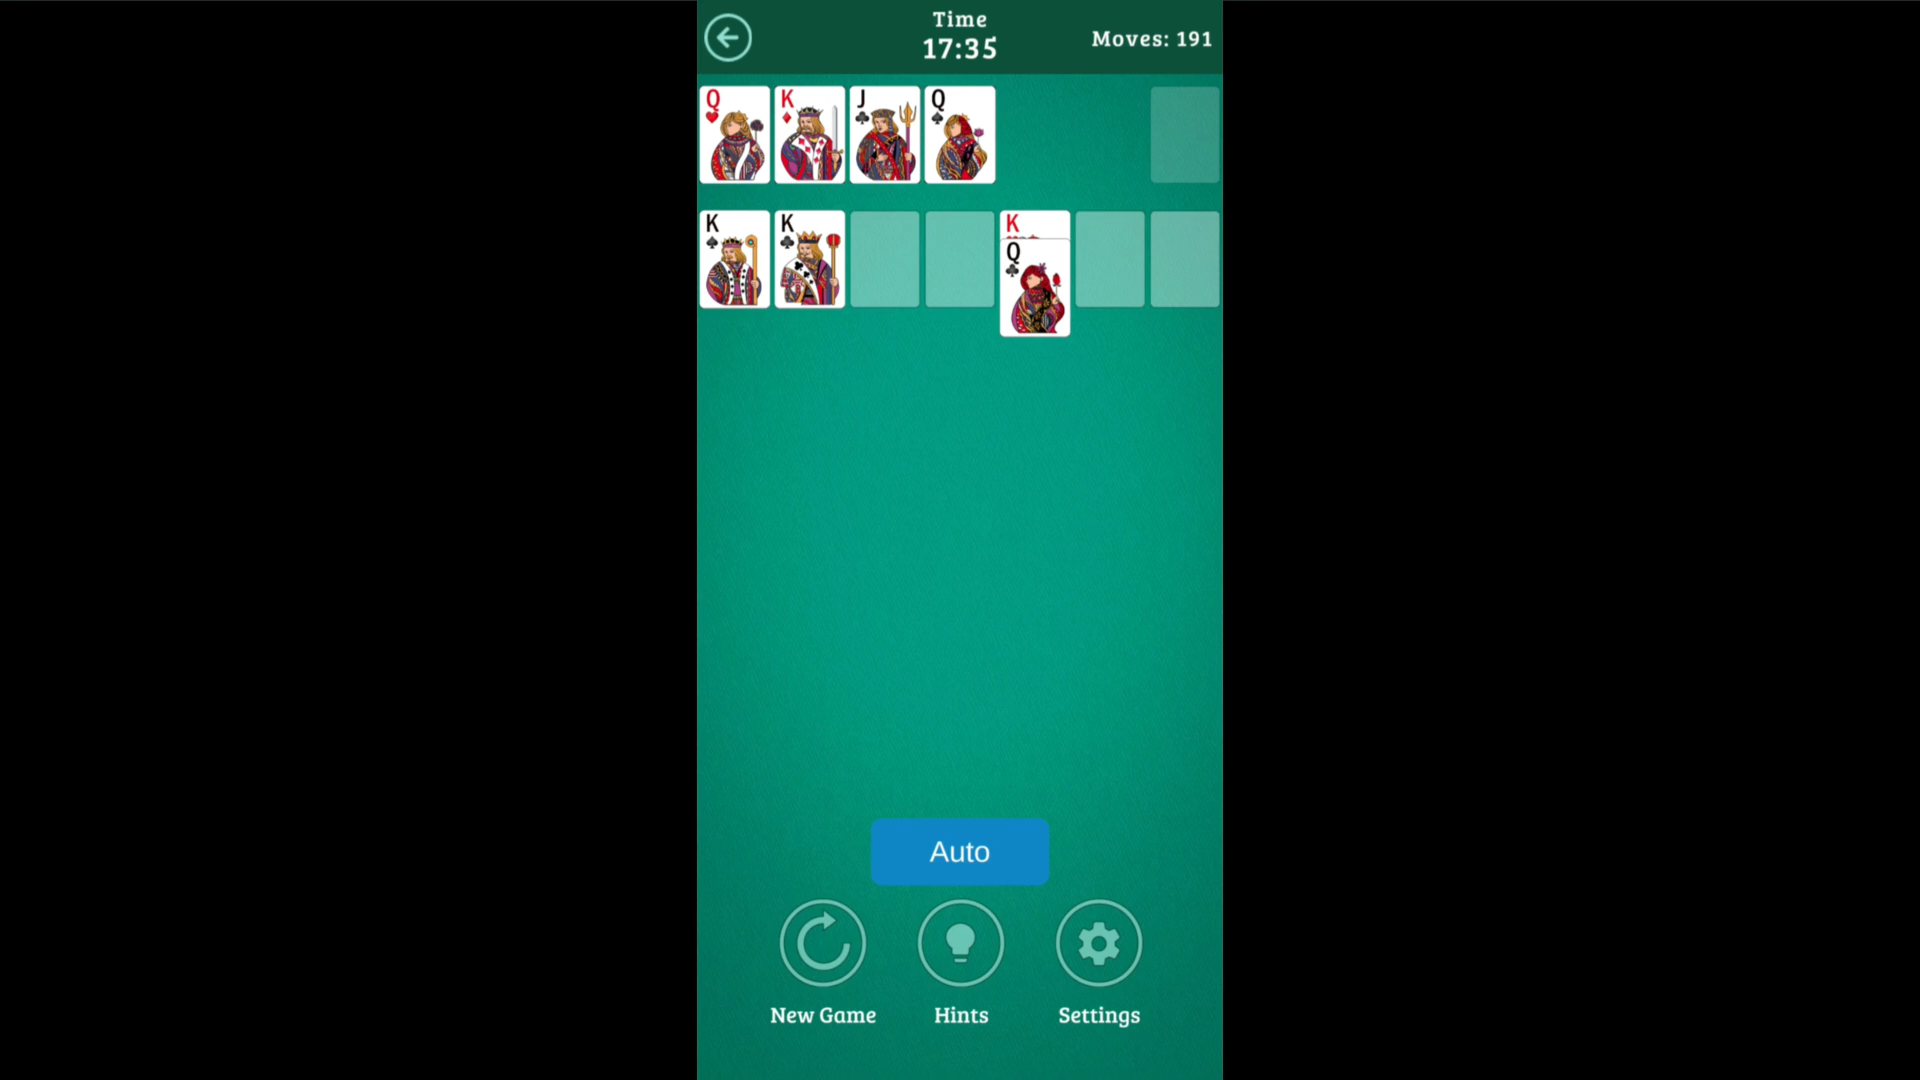 Time
17:35
Moves: 191
Q K J Q
K K K
Q
Auto
New Game Hints Settings